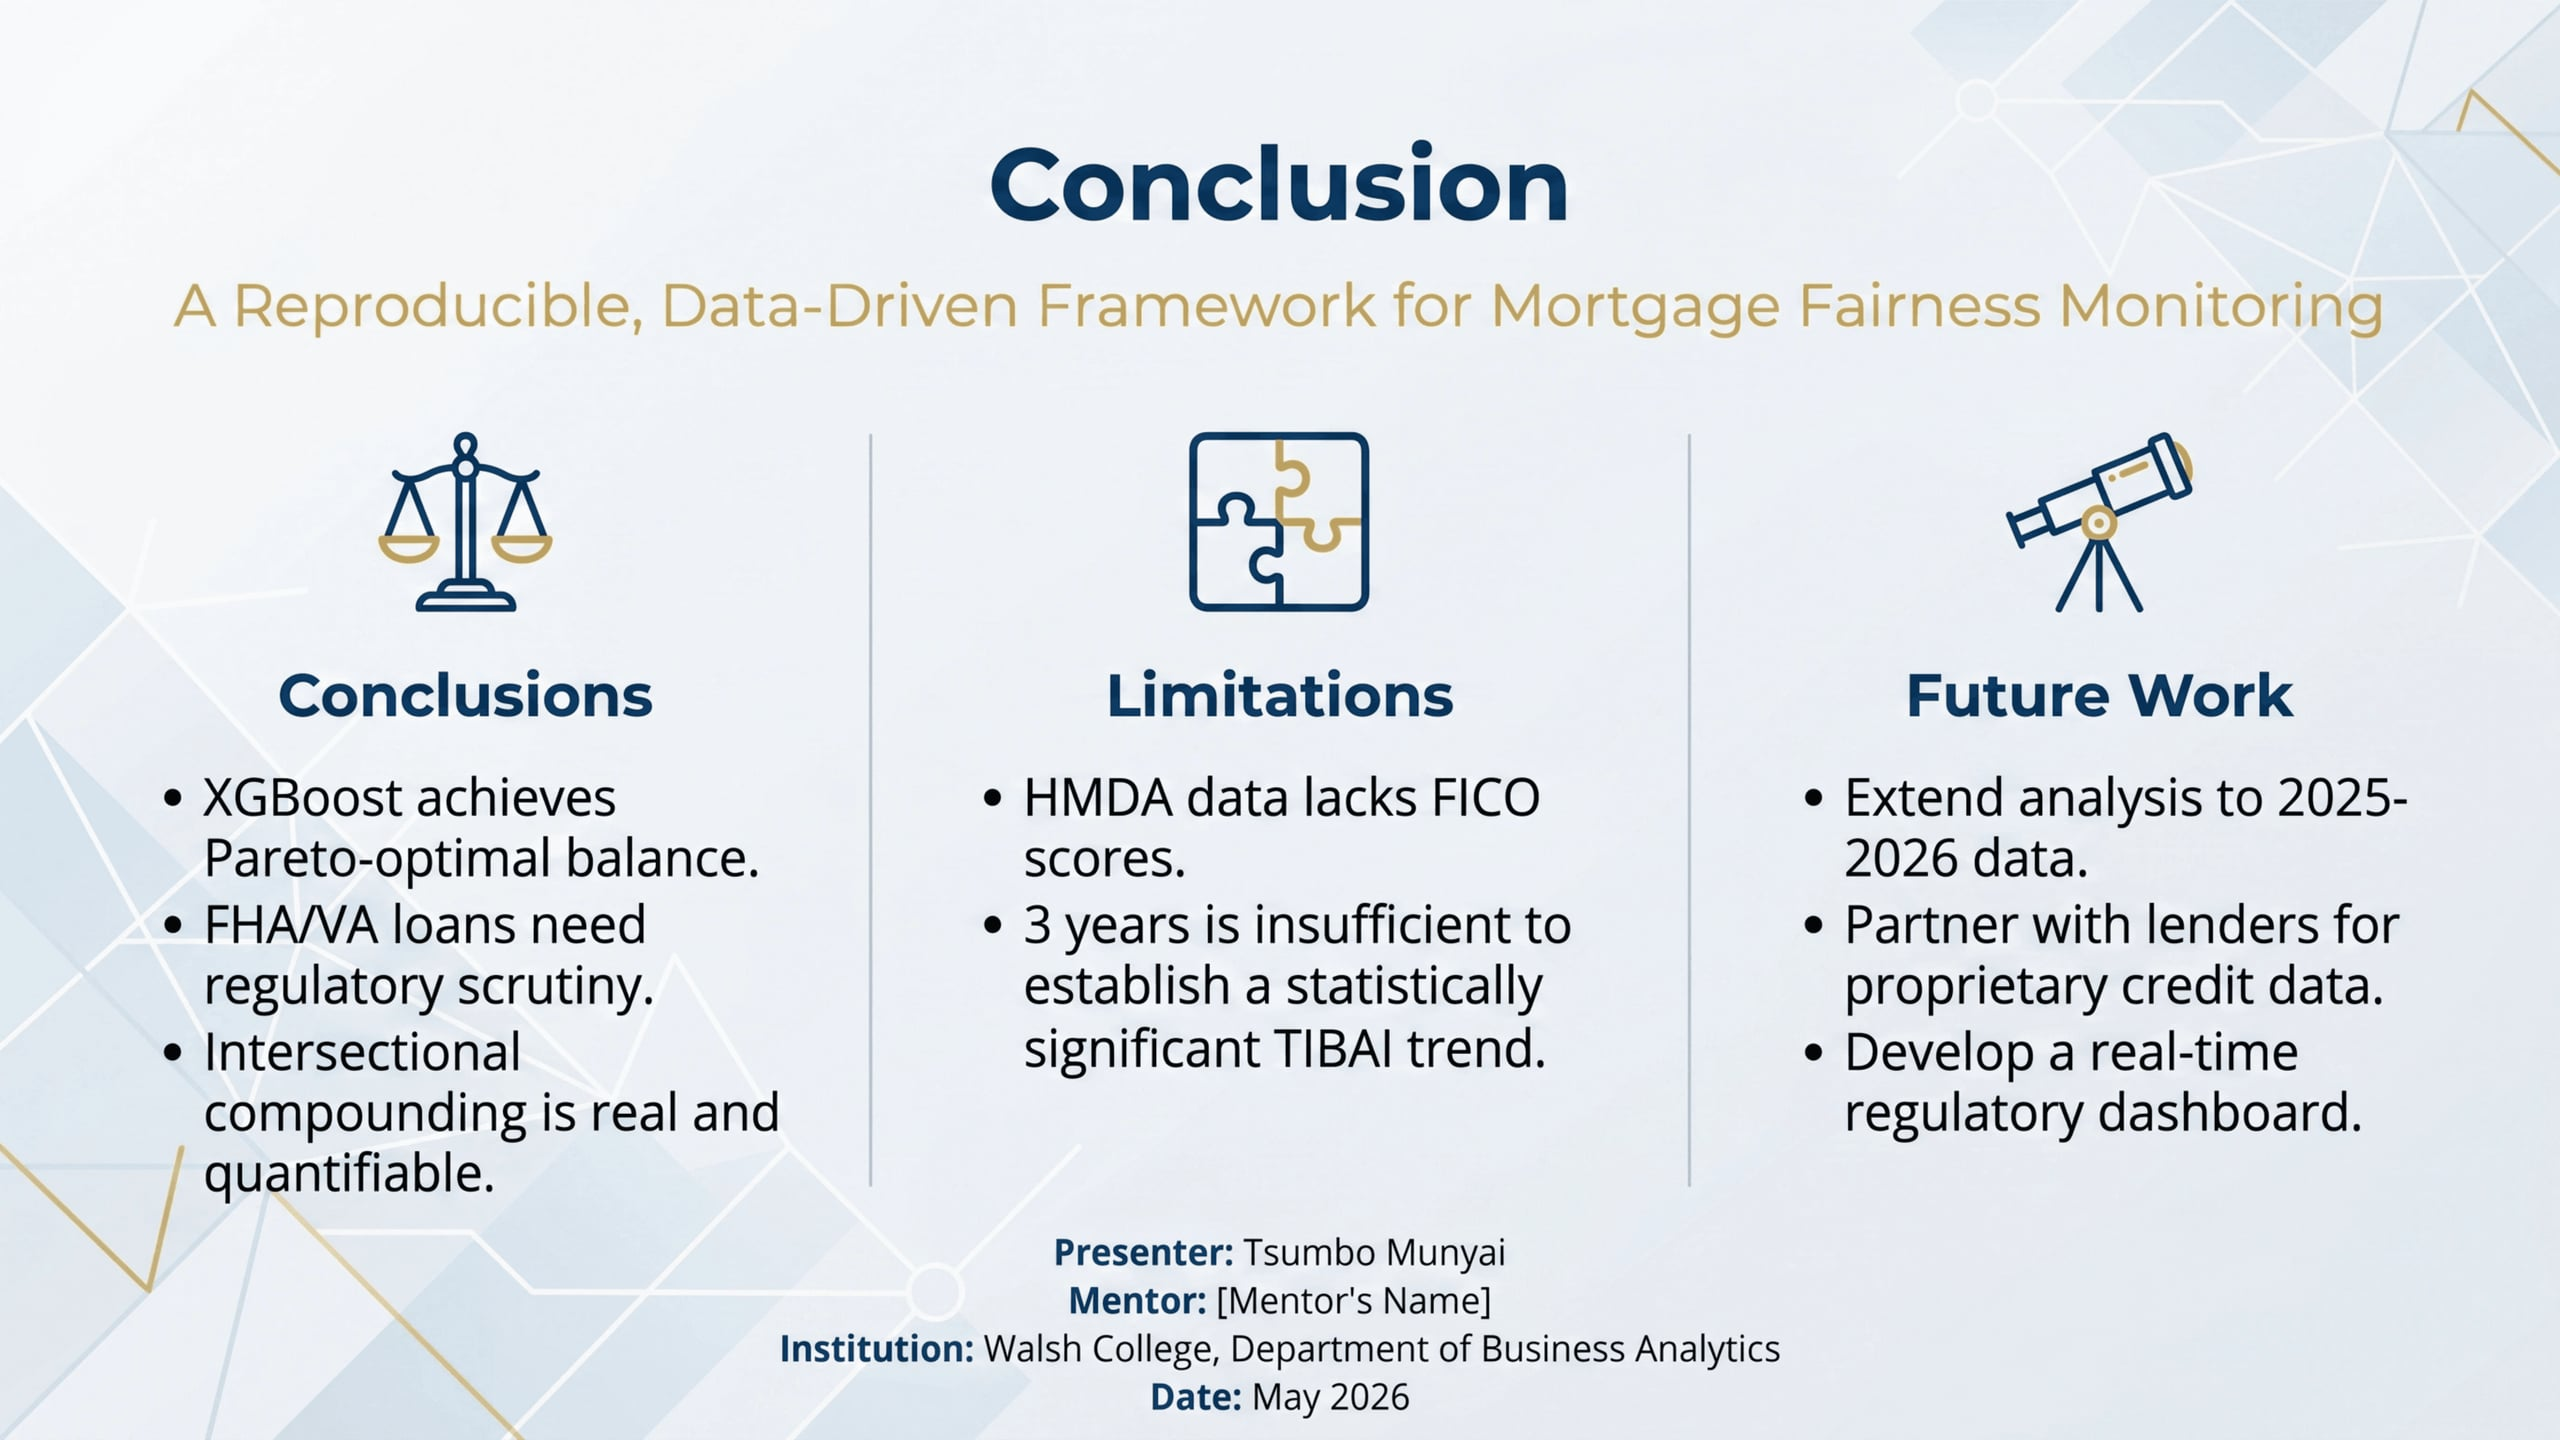 Conclusion
A Reproducible, Data-Driven Framework for Mortgage Fairness Monitoring
Conclusions
• XGBoost achieves
Pareto-optimal balance.
• FHA/VA loans need
regulatory scrutiny.
• Intersectional
compounding is real and
quantifiable.
Limitations
• HMDA data lacks FICO
scores.
• 3 years is insufficient to
establish a statistically
significant TIBAI trend.
Future Work
• Extend analysis to 2025-
2026 data.
• Partner with lenders for
proprietary credit data.
• Develop a real-time
regulatory dashboard.
Presenter: Tsumbo Munyai
Mentor: [Mentor's Name]
Institution: Walsh College, Department of Business Analytics
Date: May 2026